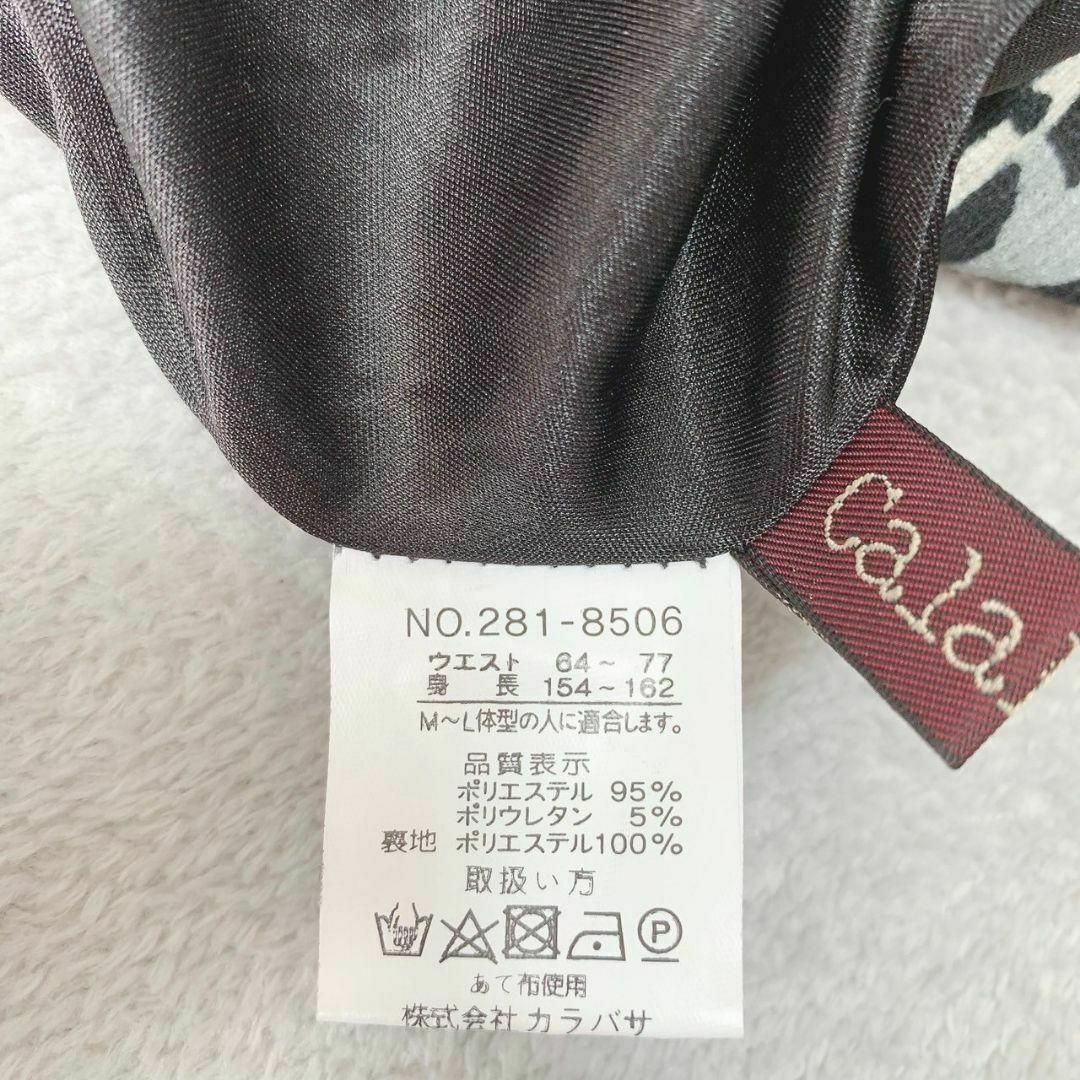 NO.281-8506
ウエスト 64～ 77
身 長 154～162
M～L体型の人に適合します。
品質表示
ポリエステル 95%
ポリウレタン 5%
裏地 ポリエステル100%
取扱い方
P
あて布使用
株式会社カラバサ
Cala